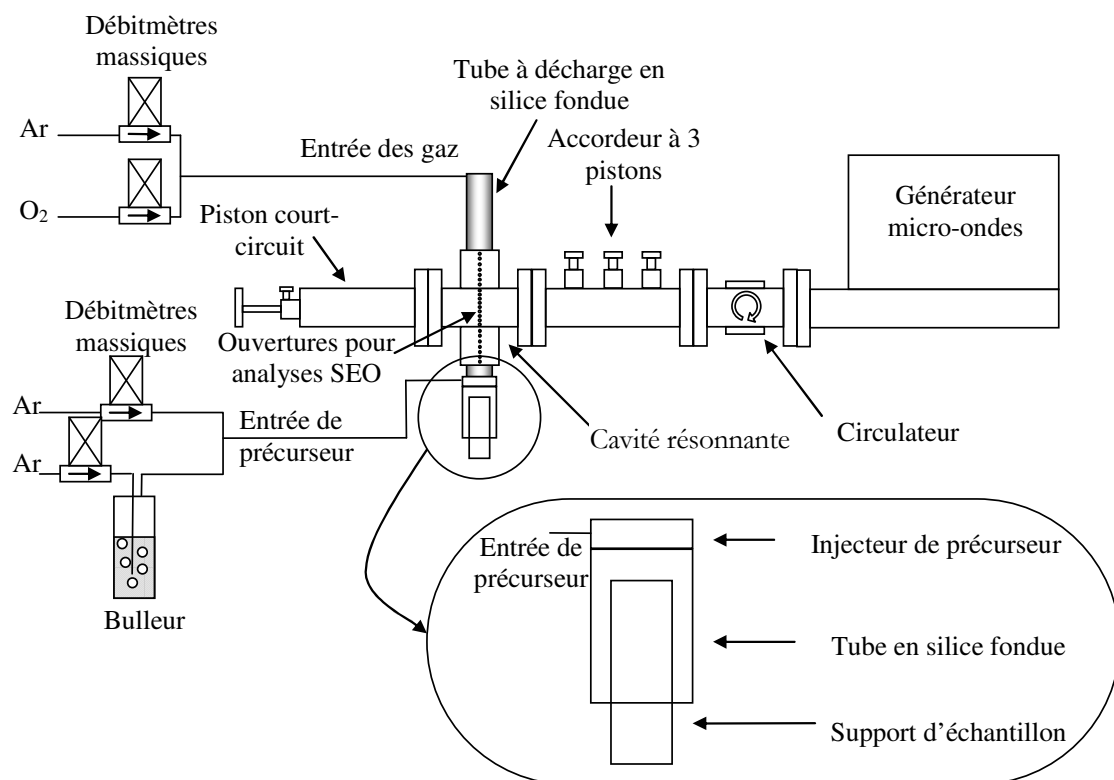 Débitmètres
massiques
Ar
O2
Entrée des gaz
Tube à décharge en
silice fondue
Accordeur à 3
pistons
Générateur
micro-ondes
Piston court-
circuit
Débitmètres
massiques
Ouvertures pour
analyses SEO
Ar
Ar
Entrée de
précurseur
Cavité résonnante
Circulateur
Bulleur
Entrée de
précurseur
Injecteur de précurseur
Tube en silice fondue
Support d’échantillon